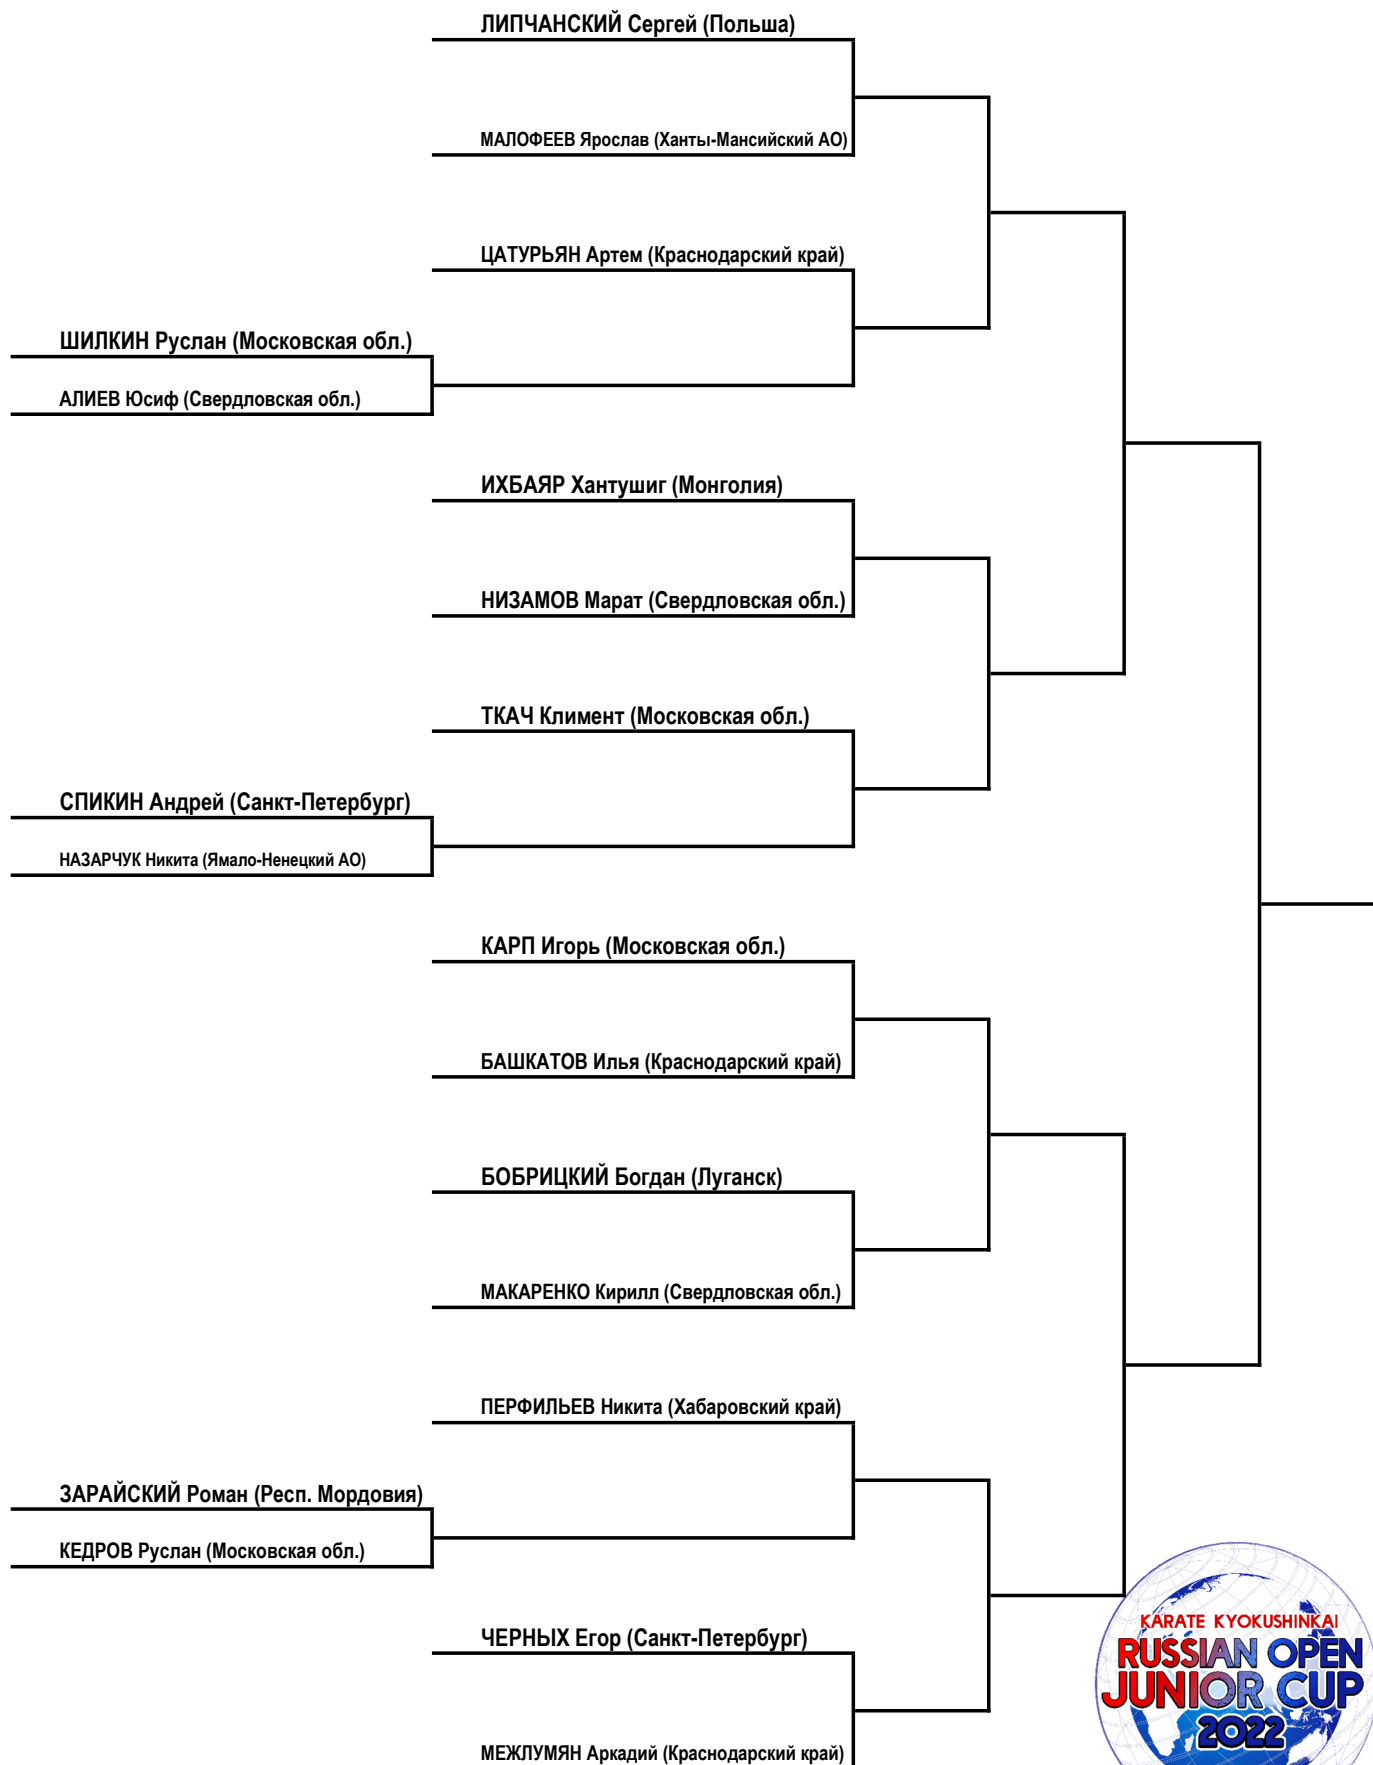 ЛИПЧАНСКИЙ Сергей (Польша)
МАЛОФЕЕВ Ярослав (Ханты-Мансийский АО)
ЦАТУРЬЯН Артем (Краснодарский край)
ШИЛКИН Руслан (Московская обл.)
АЛИЕВ Юсиф (Свердловская обл.)
ИХБАЯР Хантушиг (Монголия)
НИЗАМОВ Марат (Свердловская обл.)
ТКАЧ Климент (Московская обл.)
СПИКИН Андрей (Санкт-Петербург)
НАЗАРЧУК Никита (Ямало-Ненецкий АО)
КАРП Игорь (Московская обл.)
БАШКАТОВ Илья (Краснодарский край)
БОБРИЦКИЙ Богдан (Луганск)
МАКАРЕНКО Кирилл (Свердловская обл.)
ПЕРФИЛЬЕВ Никита (Хабаровский край)
ЗАРАЙСКИЙ Роман (Респ. Мордовия)
КЕДРОВ Руслан (Московская обл.)
ЧЕРНЫХ Егор (Санкт-Петербург)
МЕЖЛУМЯН Аркадий (Краснодарский край)
KARATE KYOKUSHINKAI
RUSSIAN OPEN
JUNIOR CUP
2022